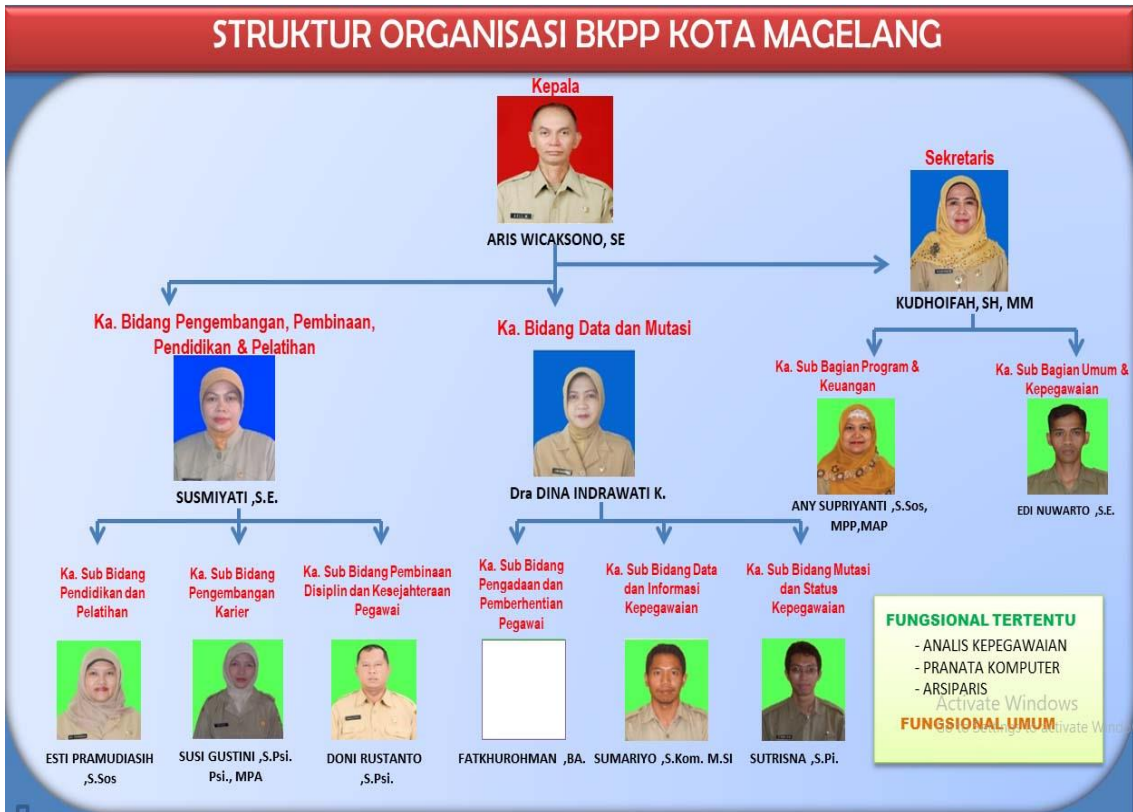 STRUKTUR ORGANISASI BKPP KOTA MAGELANG
Kepala
ARIS WICAKSONO, SE
Sekretaris
KUDHOIFAH, SH, MM
Ka. Bidang Pengembangan, Pembinaan,
Pendidikan & Pelatihan
SUSMIYATI ,S.E.
Ka. Bidang Data dan Mutasi
Dra DINA INDRAWATI K.
Ka. Sub Bagian Program &
Keuangan
ANY SUPRIYANTI ,S.Sos,
MPP,MAP
Ka. Sub Bagian Umum &
Kepegawaian
EDI NUWARTO ,S.E.
Ka. Sub Bidang
Pendidikan dan
Pelatihan
ESTI PRAMUDIASIH
,S.Sos
Ka. Sub Bidang
Pengembangan
Karier
SUSI GUSTINI ,S.Psi.
Psi., MPA
Ka. Sub Bidang Pembinaan
Disiplin dan Kesejahteraan
Pegawai
DONI RUSTANTO
,S.Psi.
Ka. Sub Bidang
Pengadaan dan
Pemberhentian
Pegawai
FATKHUROHMAN ,BA.
Ka. Sub Bidang Data
dan Informasi
Kepegawaian
SUMARIYO ,S.Kom. M.SI
Ka. Sub Bidang Mutasi
dan Status
Kepegawaian
SUTRISNA ,S.Pi.
FUNGSIONAL TERTENTU
- ANALIS KEPEGAWAIAN
- PRANATA KOMPUTER
- ARSIPARIS
FUNGSIONAL UMUM
Activate Windows
Go to Settings to activate